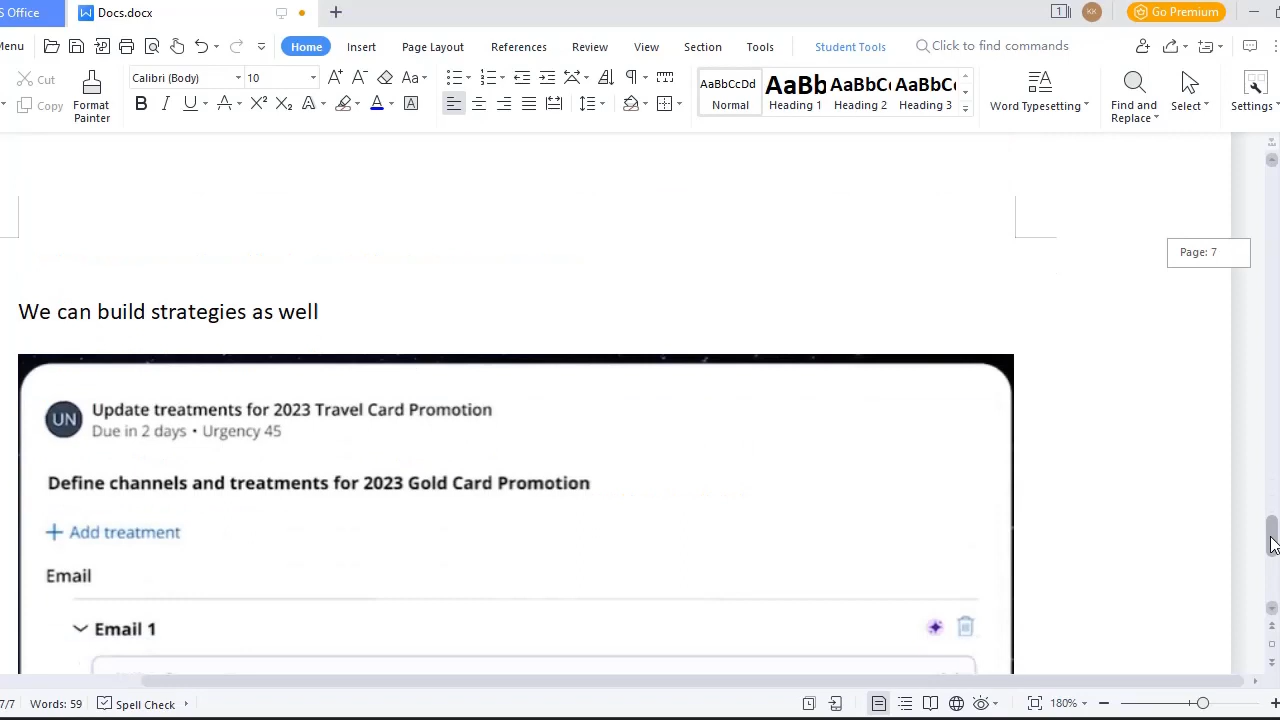 S Office
Docs.docx
1
KK
Go Premium
Menu
Home
Insert
Page Layout
References
Review
View
Section
Tools
Student Tools
Click to find commands
Cut
Copy
Format
Painter
Calibri (Body)
10
AaBbCcDd
Normal
AaBb
Heading 1
AaBbC
Heading 2
AaBbC
Heading 3
Word Typesetting
Find and
Replace
Select
Settings
Page: 7
We can build strategies as well
UN
Update treatments for 2023 Travel Card Promotion
Due in 2 days • Urgency 45
Define channels and treatments for 2023 Gold Card Promotion
+ Add treatment
Email
Email 1
7/7
Words: 59
Spell Check
180%